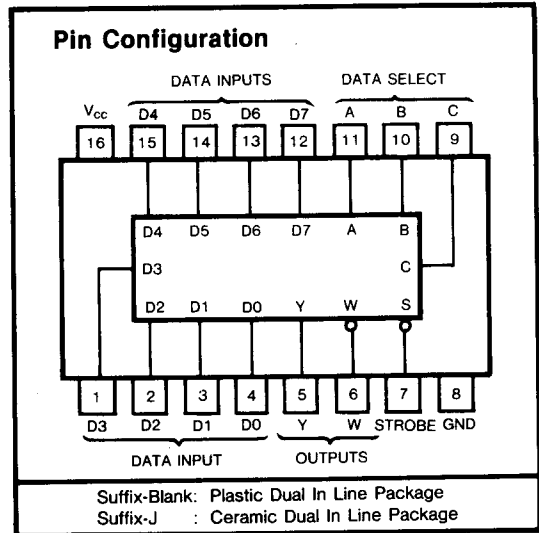 Pin Configuration
DATA INPUTS DATA SELECT
Vcc D4 D5 D6 D7 A B C
16 15 14 13 12 11 10 9
D4 D5 D6 D7 A B
D3 C
D2 D1 D0 Y W S
1 2 3 4 5 6 7 8
D3 D2 D1 D0 Y W STROBE GND
DATA INPUT OUTPUTS
Suffix-Blank: Plastic Dual In Line Package
Suffix-J : Ceramic Dual In Line Package